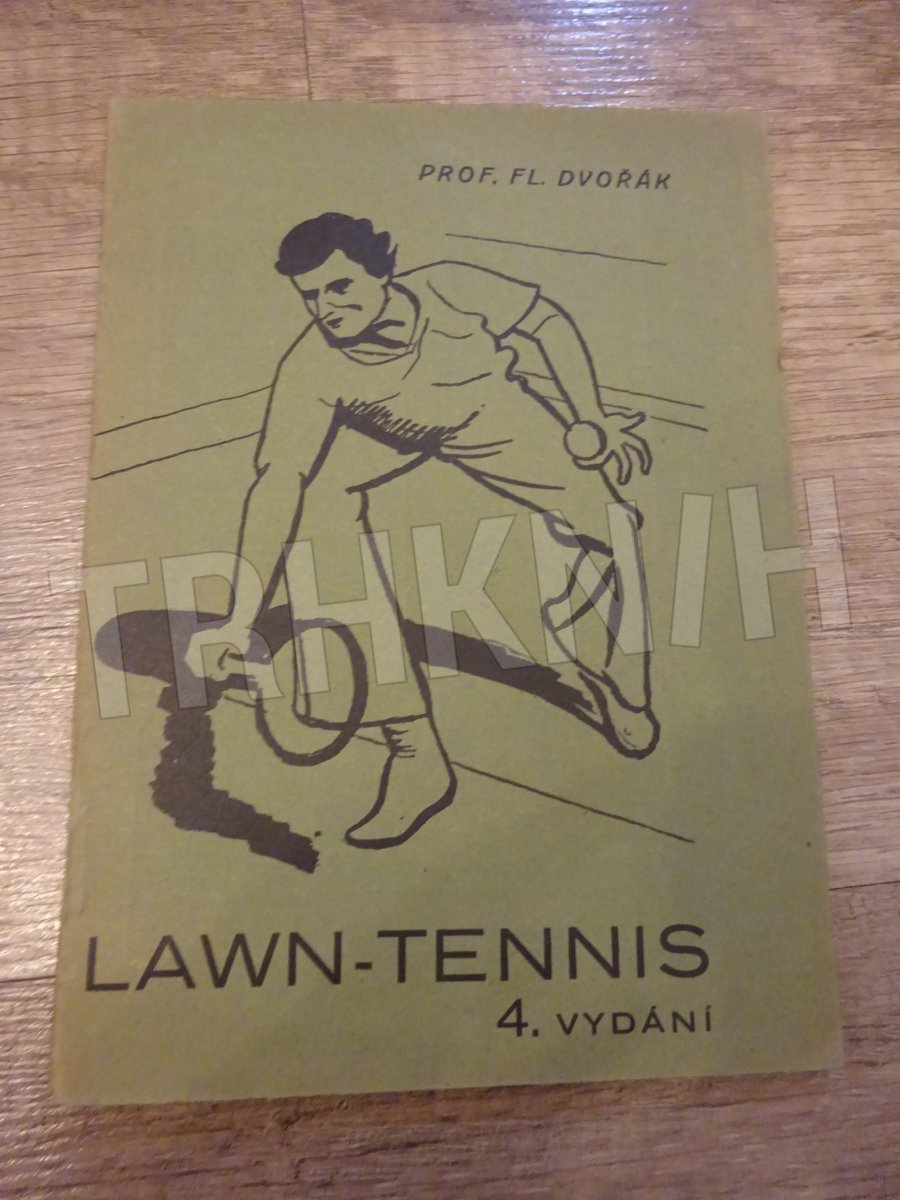 PROF. FL. DVOŘÁK
TRHKNIH
LAWN-TENNIS
4. VYDÁNÍ